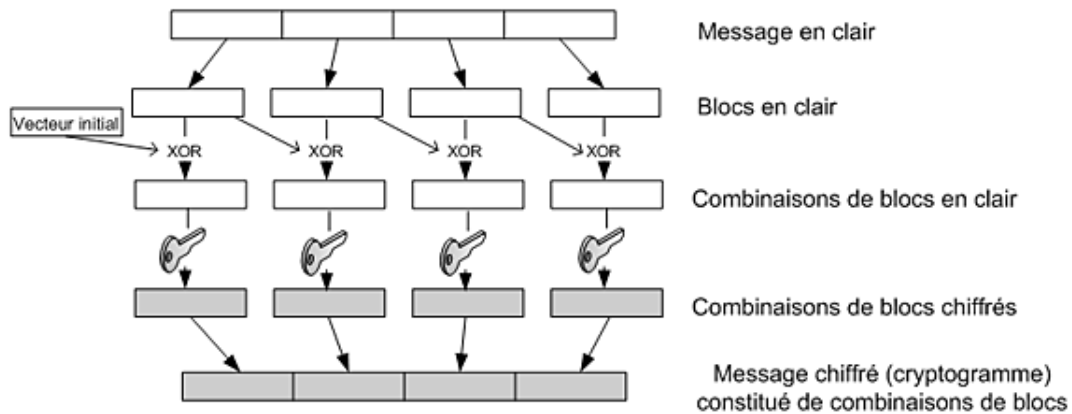 Message en clair
Blocs en clair
Vecteur initial
XOR XOR XOR XOR
Combinaisons de blocs en clair
Combinaisons de blocs chiffrés
Message chiffré (cryptogramme)
constitué de combinaisons de blocs